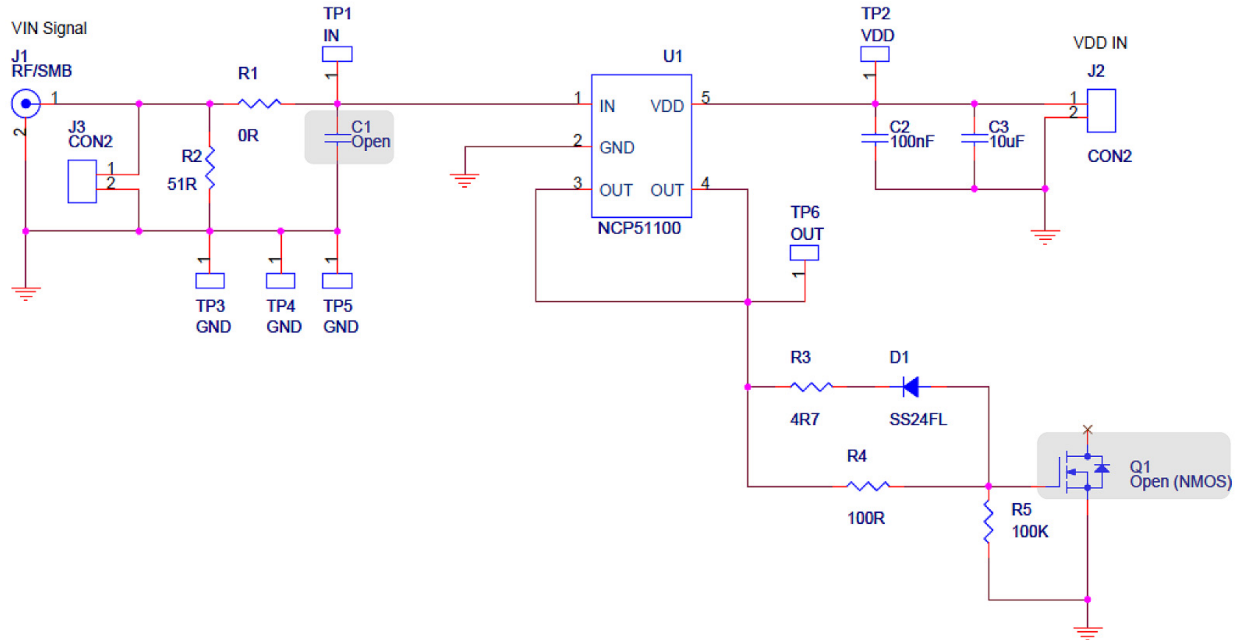 VIN Signal
J1
RF/SMB
1
2
J3
CON2
1
2
R1
0R
R2
51R
TP1
IN
1
C1
Open
1
TP3
GND
1
TP4
GND
1
TP5
GND
U1
1
IN
VDD
5
2
GND
3
OUT
OUT
4
NCP51100
TP2
VDD
1
VDD IN
J2
1
2
CON2
C2
100nF
C3
10uF
TP6
OUT
1
R3
4R7
D1
SS24FL
R4
100R
R5
100K
Q1
Open (NMOS)